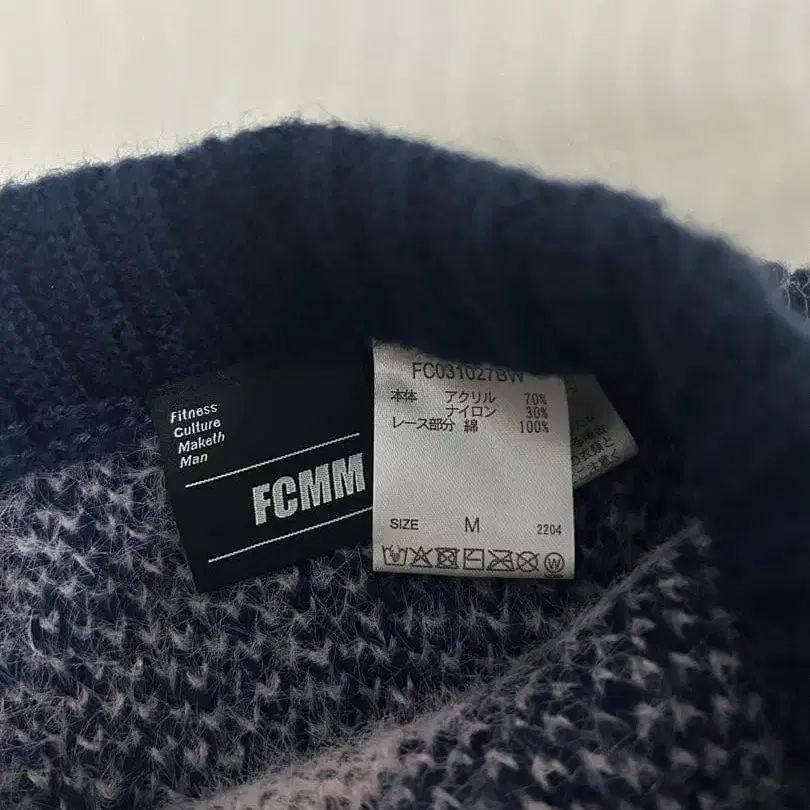 Fitness
Culture
Maketh
Man
FCMM
FC031027BW
本体 アクリル 70%
ナイロン 30%
レース部分 綿 100%
SIZE M 2204
W